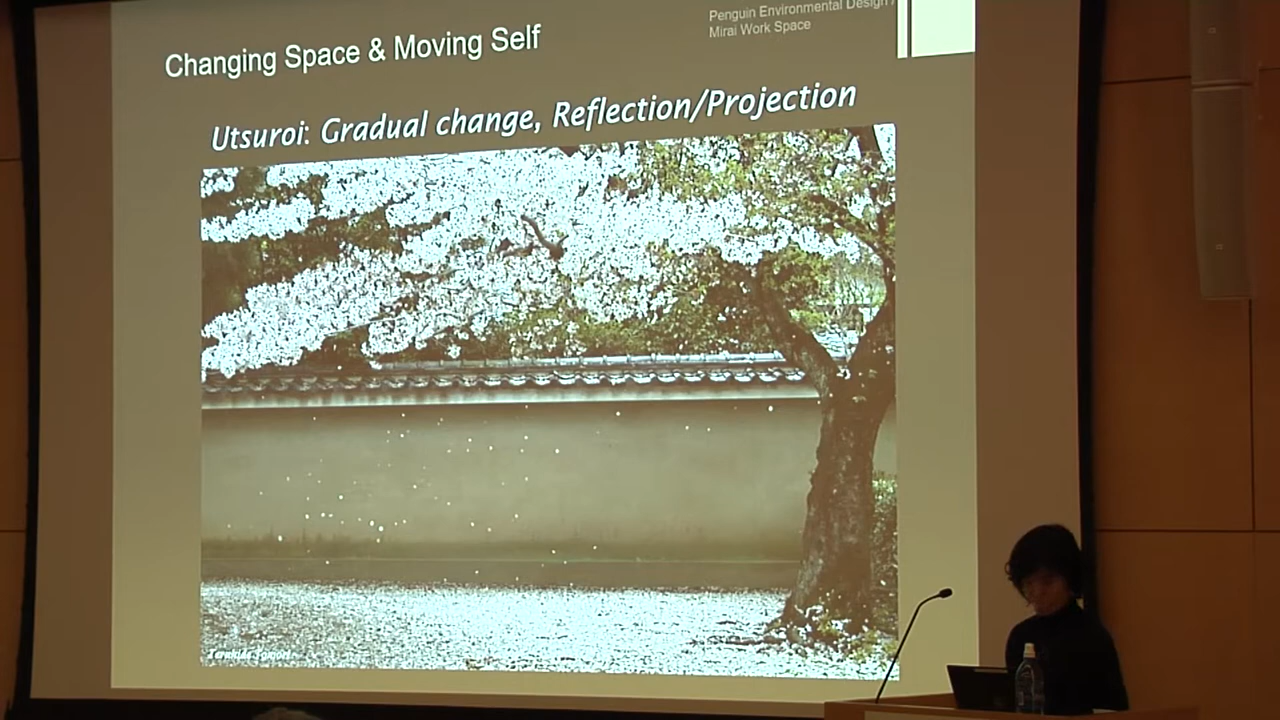 Penguin Environmental Design /
Mirai Work Space
Changing Space & Moving Self
Utsuroi: Gradual change, Reflection/Projection